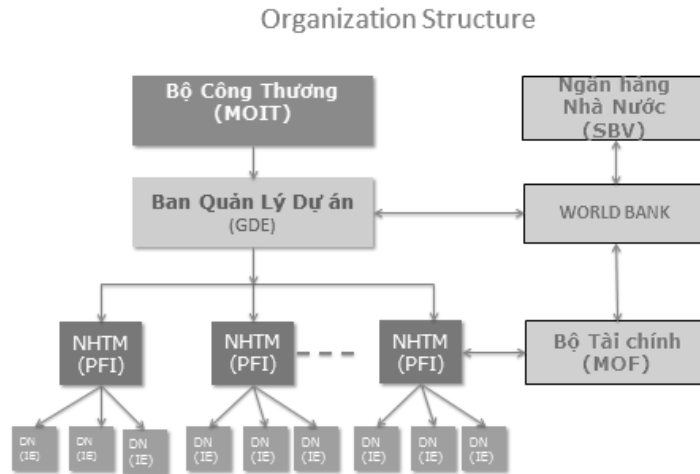 Organization Structure
Bộ Công Thương
(MOIT)
Ngân hàng
Nhà Nước
(SBV)
Ban Quản Lý Dự án
(GDE)
WORLD BANK
NHTM
(PFI)
NHTM
(PFI)
NHTM
(PFI)
Bộ Tài chính
(MOF)
DN
(IE)
DN
(IE)
DN
(IE)
DN
(IE)
DN
(IE)
DN
(IE)
DN
(IE)
DN
(IE)
DN
(IE)